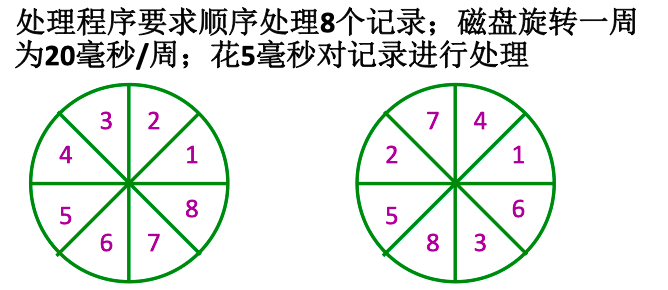 处理程序要求顺序处理8个记录；磁盘旋转一周
为20毫秒/周；花5毫秒对记录进行处理
3 2 7 4
4 1 2 1
5 8 5 6
6 7 8 3